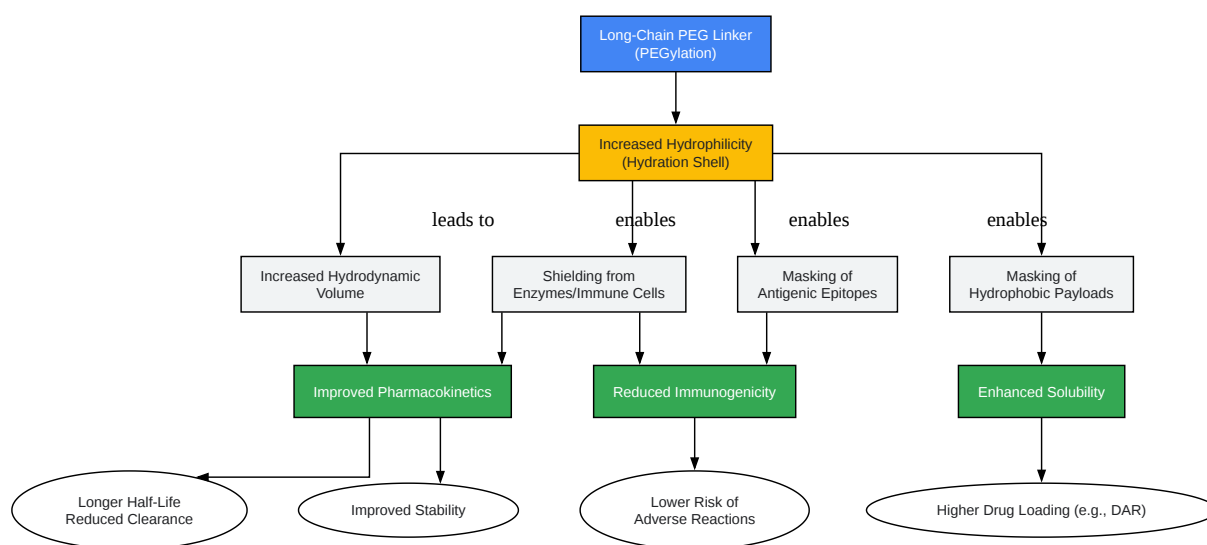 Long-Chain PEG Linker
(PEGylation)
Increased Hydrophilicity
(Hydration Shell)
leads to
enables
enables
enables
Increased Hydrodynamic
Volume
Shielding from
Enzymes/Immune Cells
Masking of
Antigenic Epitopes
Masking of
Hydrophobic Payloads
Improved Pharmacokinetics
Reduced Immunogenicity
Enhanced Solubility
Longer Half-Life
Reduced Clearance
Improved Stability
Lower Risk of
Adverse Reactions
Higher Drug Loading (e.g., DAR)